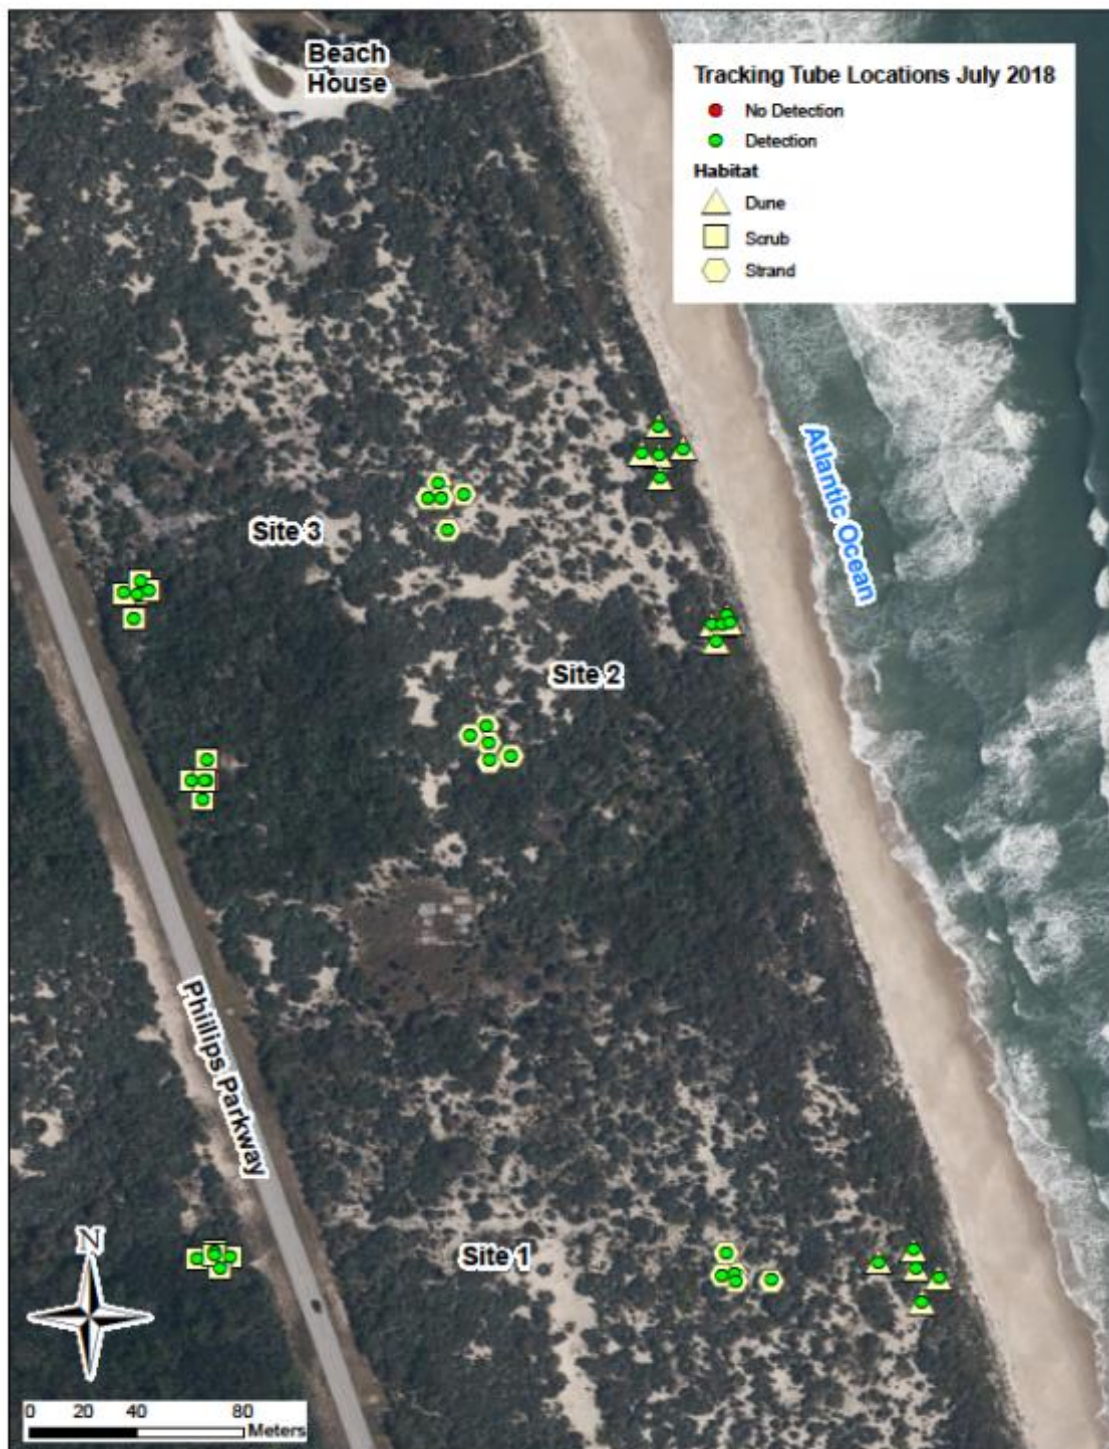 Beach
House
Tracking Tube Locations July 2018
No Detection
Detection
Habitat
Dune
Scrub
Strand
Atlantic Ocean
Site 3
Site 2
Phillips Parkway
Site 1
N
0 20 40 80
Meters